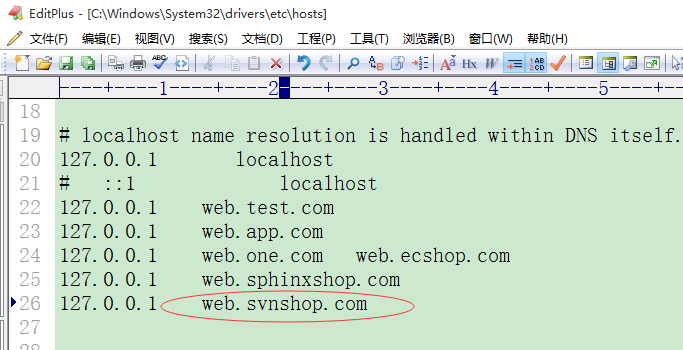 EditPlus - [C:\Windows\System32\drivers\etc\hosts]
文件(F) 编辑(E) 视图(V) 搜索(S) 文档(D) 工程(P) 工具(T) 浏览器(B) 窗口(W) 帮助(H)
----+----1----+----2----+----3----+----4----+----5----+--
18
19 # localhost name resolution is handled within DNS itself.
20 127.0.0.1 localhost
21 # ::1 localhost
22 127.0.0.1 web.test.com
23 127.0.0.1 web.app.com
24 127.0.0.1 web.one.com web.ecshop.com
25 127.0.0.1 web.sphinxshop.com
26 127.0.0.1 web.svnshop.com
27
28